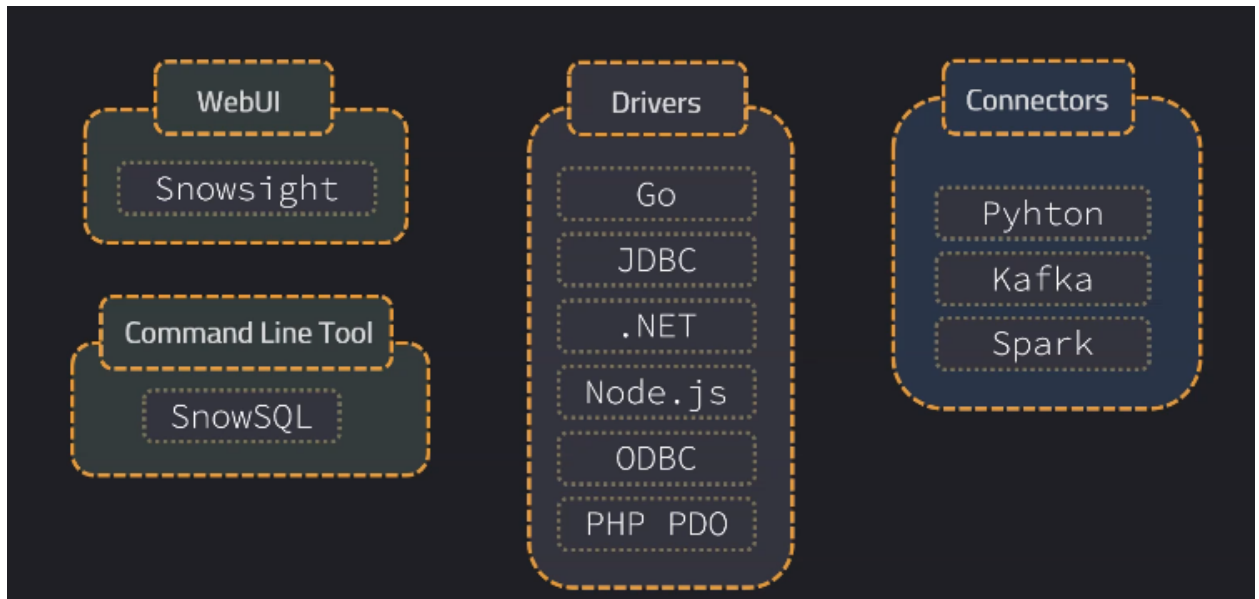 WebUI
Snowsight
Command Line Tool
SnowSQL
Drivers
Go
JDBC
.NET
Node.js
ODBC
PHP PDO
Connectors
Pyhton
Kafka
Spark